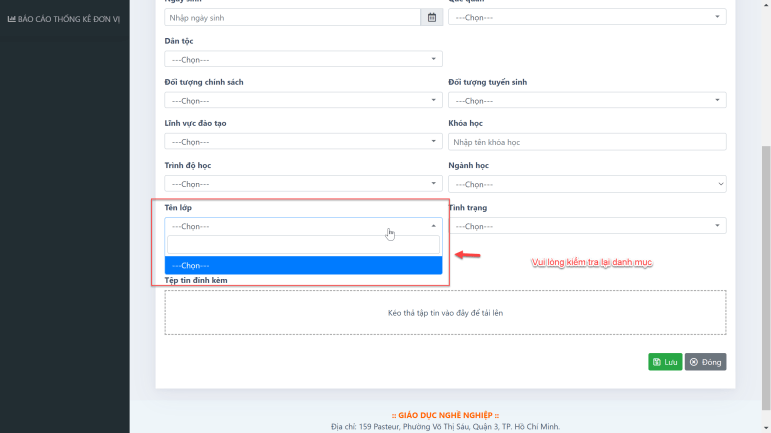 BÁO CÁO THỐNG KÊ ĐƠN VỊ
Nhập ngày sinh
---Chọn---
Dân tộc
---Chọn---
Đối tượng chính sách
Đối tượng tuyển sinh
---Chọn---
---Chọn---
Lĩnh vực đào tạo
Khóa học
---Chọn---
Nhập tên khóa học
Trình độ học
Ngành học
---Chọn---
---Chọn---
Tên lớp
Tình trạng
---Chọn---
---Chọn---
---Chọn---
Vui lòng kiểm tra lại danh mục
Tệp tin đính kèm
Kéo thả tập tin vào đây để tải lên
Lưu
Đóng
:: GIÁO DỤC NGHỀ NGHIỆP ::
Địa chỉ: 159 Pasteur, Phường Võ Thị Sáu, Quận 3, TP. Hồ Chí Minh.